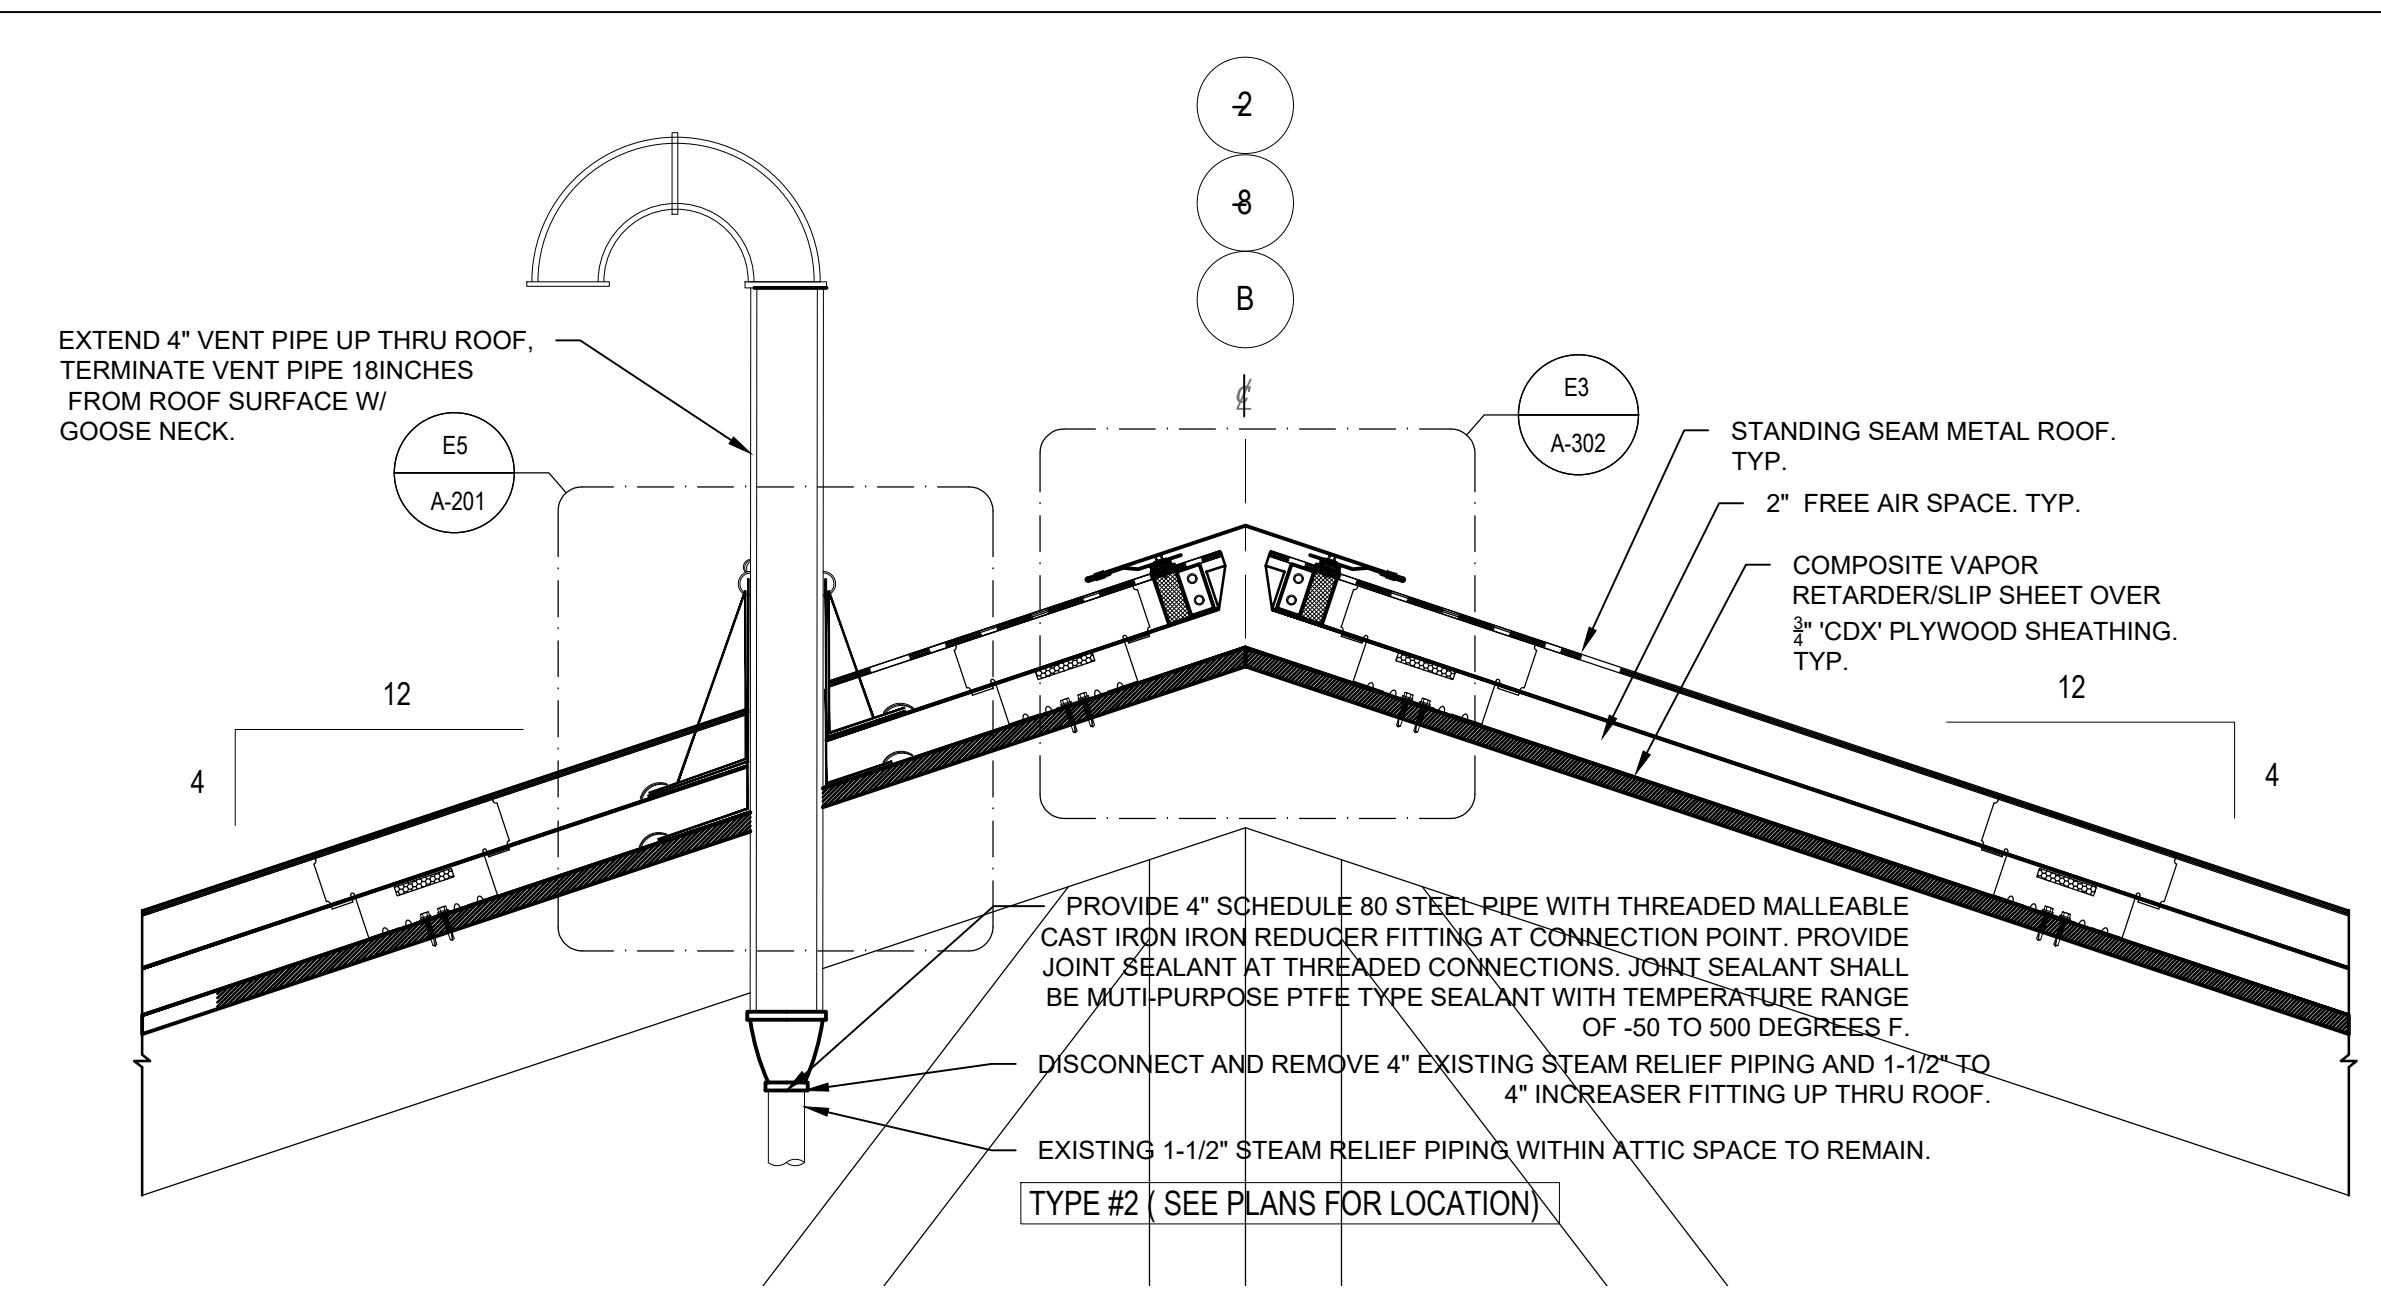 -2
-8
B
EXTEND 4" VENT PIPE UP THRU ROOF,
TERMINATE VENT PIPE 18INCHES
FROM ROOF SURFACE W/
GOOSE NECK.
E5
A-201
℄
E3
A-302
STANDING SEAM METAL ROOF.
TYP.
2" FREE AIR SPACE. TYP.
COMPOSITE VAPOR
RETARDER/SLIP SHEET OVER
3/4" 'CDX' PLYWOOD SHEATHING.
TYP.
12
4
12
4
PROVIDE 4" SCHEDULE 80 STEEL PIPE WITH THREADED MALLEABLE
CAST IRON IRON REDUCER FITTING AT CONNECTION POINT. PROVIDE
JOINT SEALANT AT THREADED CONNECTIONS. JOINT SEALANT SHALL
BE MUTI-PURPOSE PTFE TYPE SEALANT WITH TEMPERATURE RANGE
OF -50 TO 500 DEGREES F.
DISCONNECT AND REMOVE 4" EXISTING STEAM RELIEF PIPING AND 1-1/2" TO
4" INCREASER FITTING UP THRU ROOF.
EXISTING 1-1/2" STEAM RELIEF PIPING WITHIN ATTIC SPACE TO REMAIN.
TYPE #2 ( SEE PLANS FOR LOCATION)